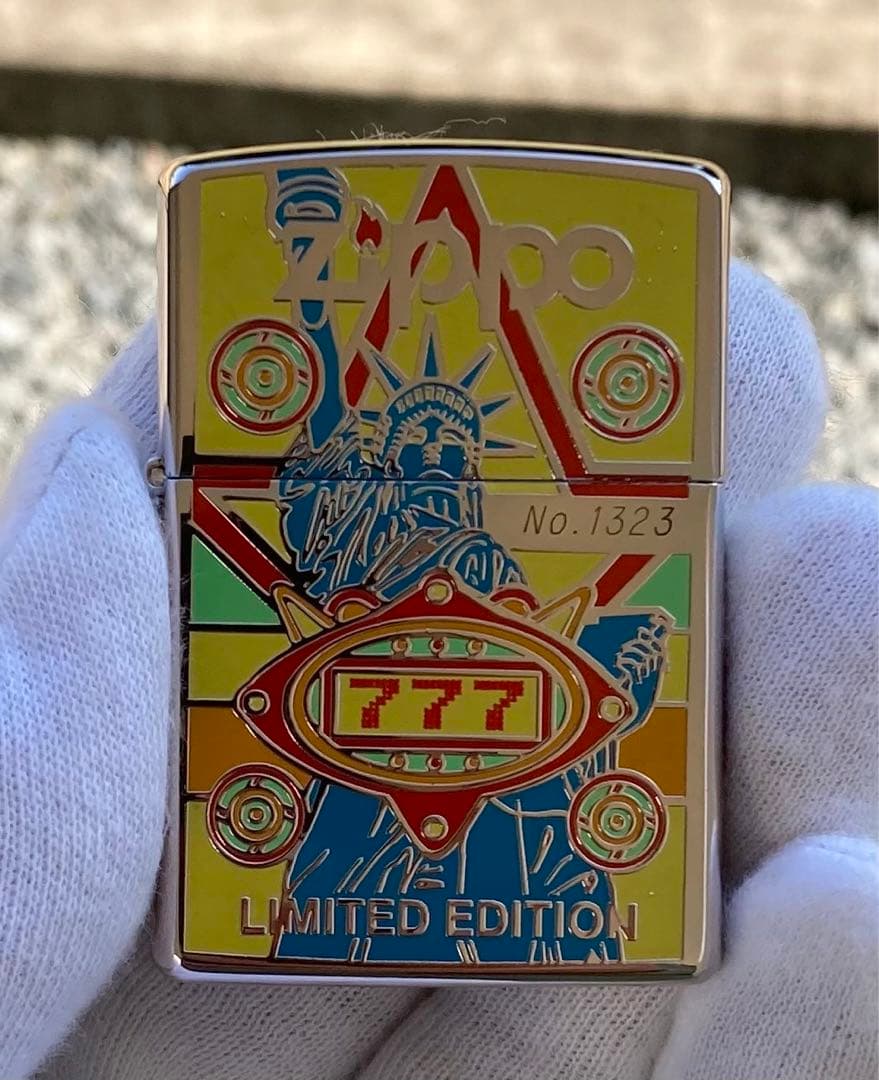 Zippo
No.1323
777
LIMITED EDITION